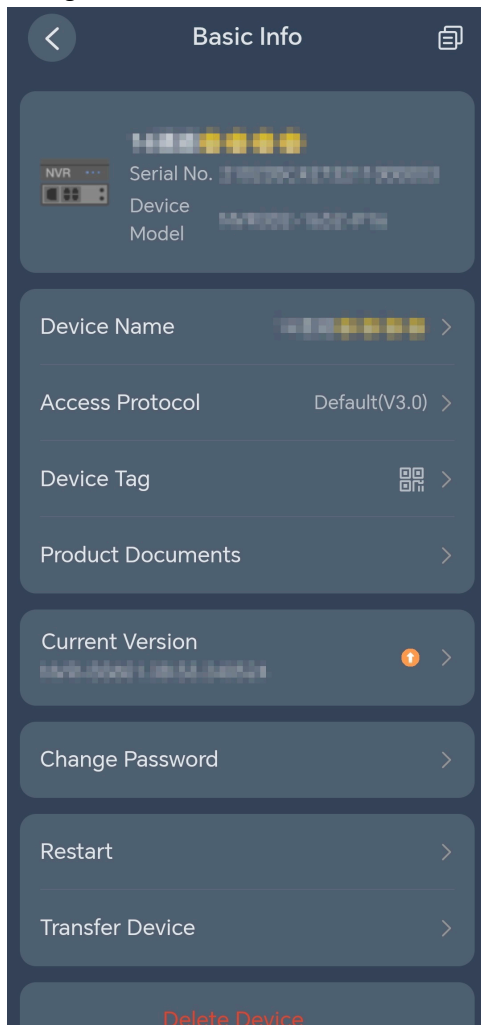 Basic Info
NVR
Serial No.
Device
Model
Device Name
Access Protocol Default(V3.0)
Device Tag
Product Documents
Current Version
Change Password
Restart
Transfer Device
Delete Device